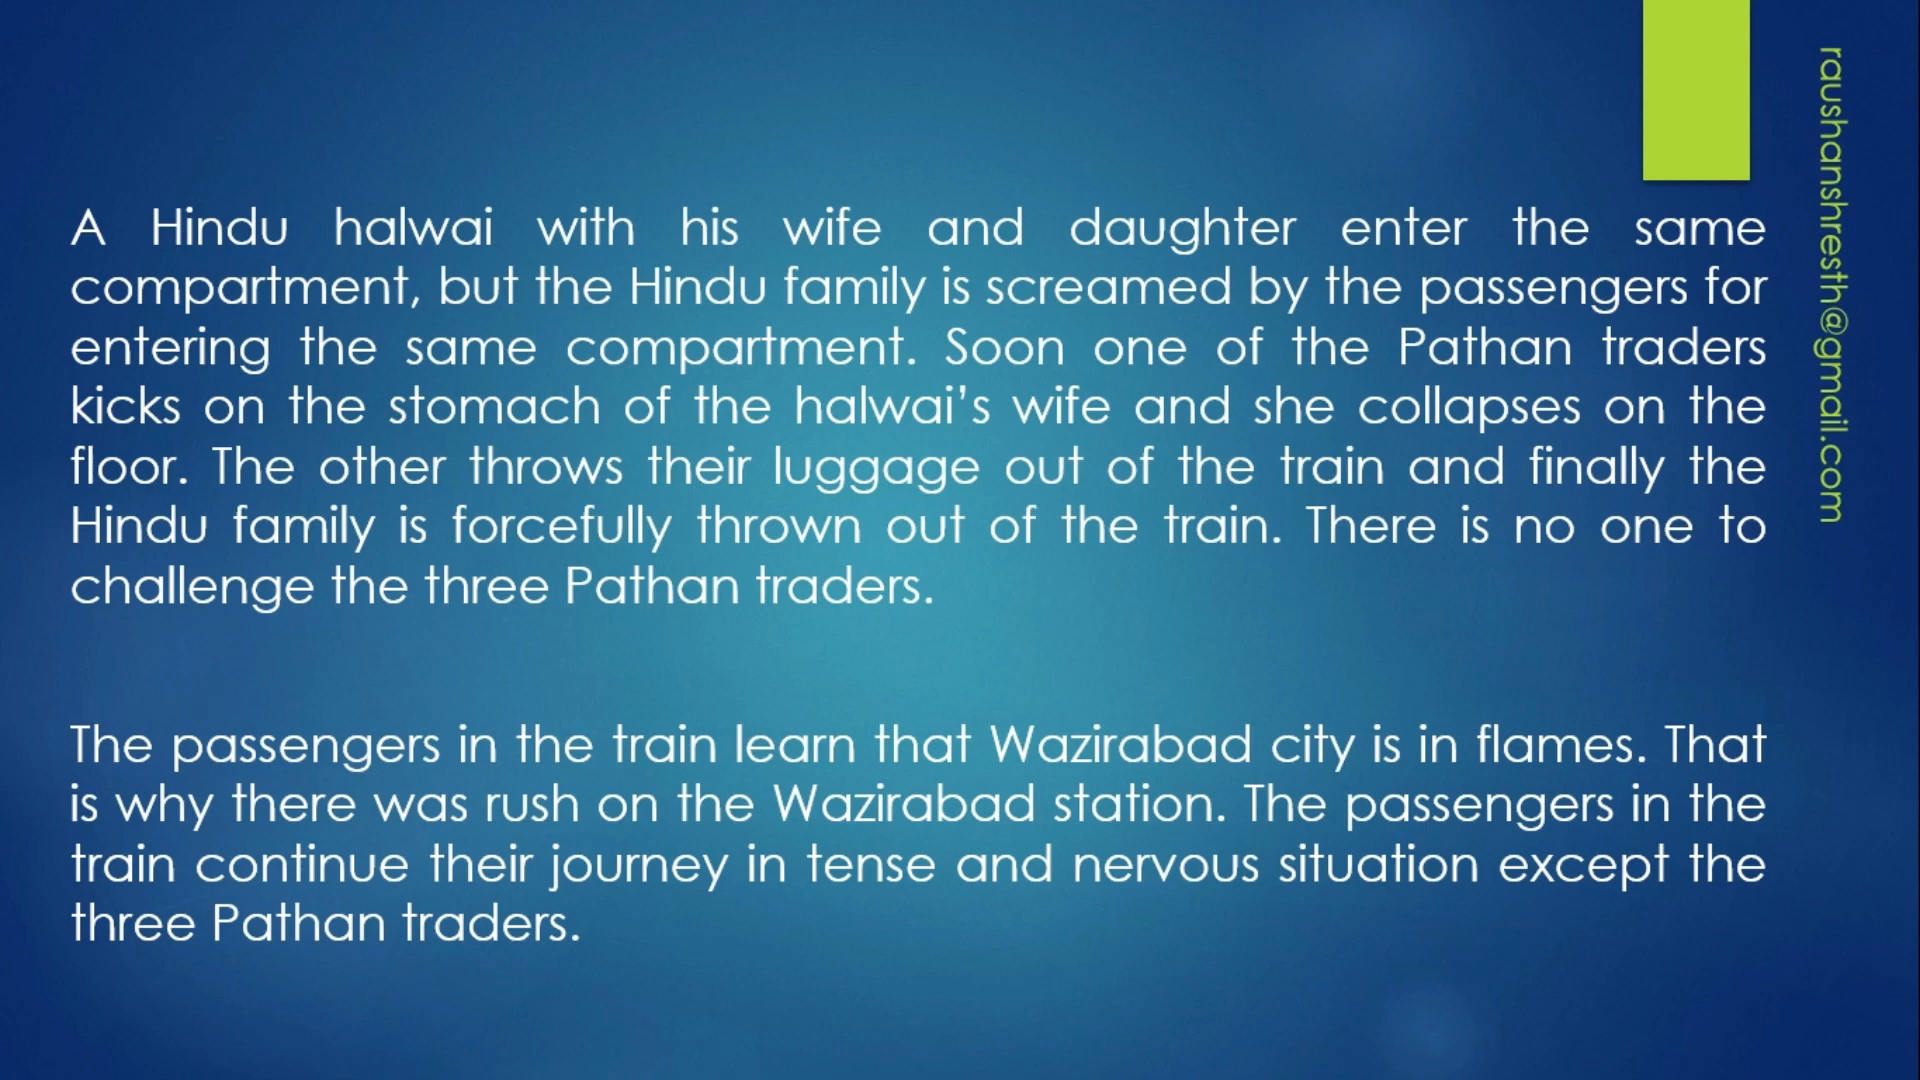 A Hindu halwai with his wife and daughter enter the same
compartment, but the Hindu family is screamed by the passengers for
entering the same compartment. Soon one of the Pathan traders
kicks on the stomach of the halwai’s wife and she collapses on the
floor. The other throws their luggage out of the train and finally the
Hindu family is forcefully thrown out of the train. There is no one to
challenge the three Pathan traders.
The passengers in the train learn that Wazirabad city is in flames. That
is why there was rush on the Wazirabad station. The passengers in the
train continue their journey in tense and nervous situation except the
three Pathan traders.
raushanshresth@gmail.com